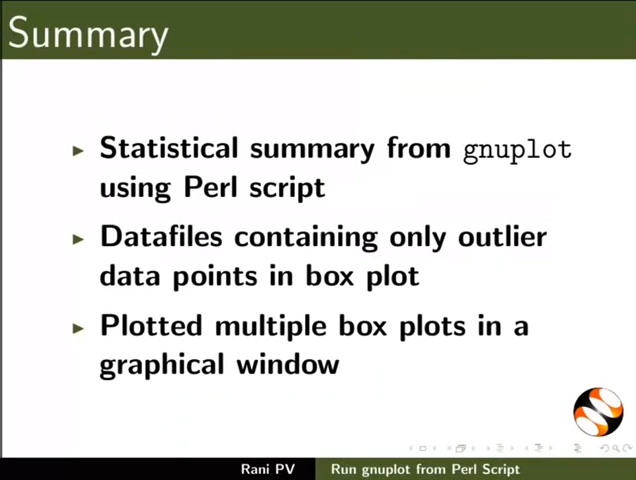 Summary
Statistical summary from gnuplot
using Perl script
Datafiles containing only outlier
data points in box plot
Plotted multiple box plots in a
graphical window
Rani PV
Run gnuplot from Perl Script